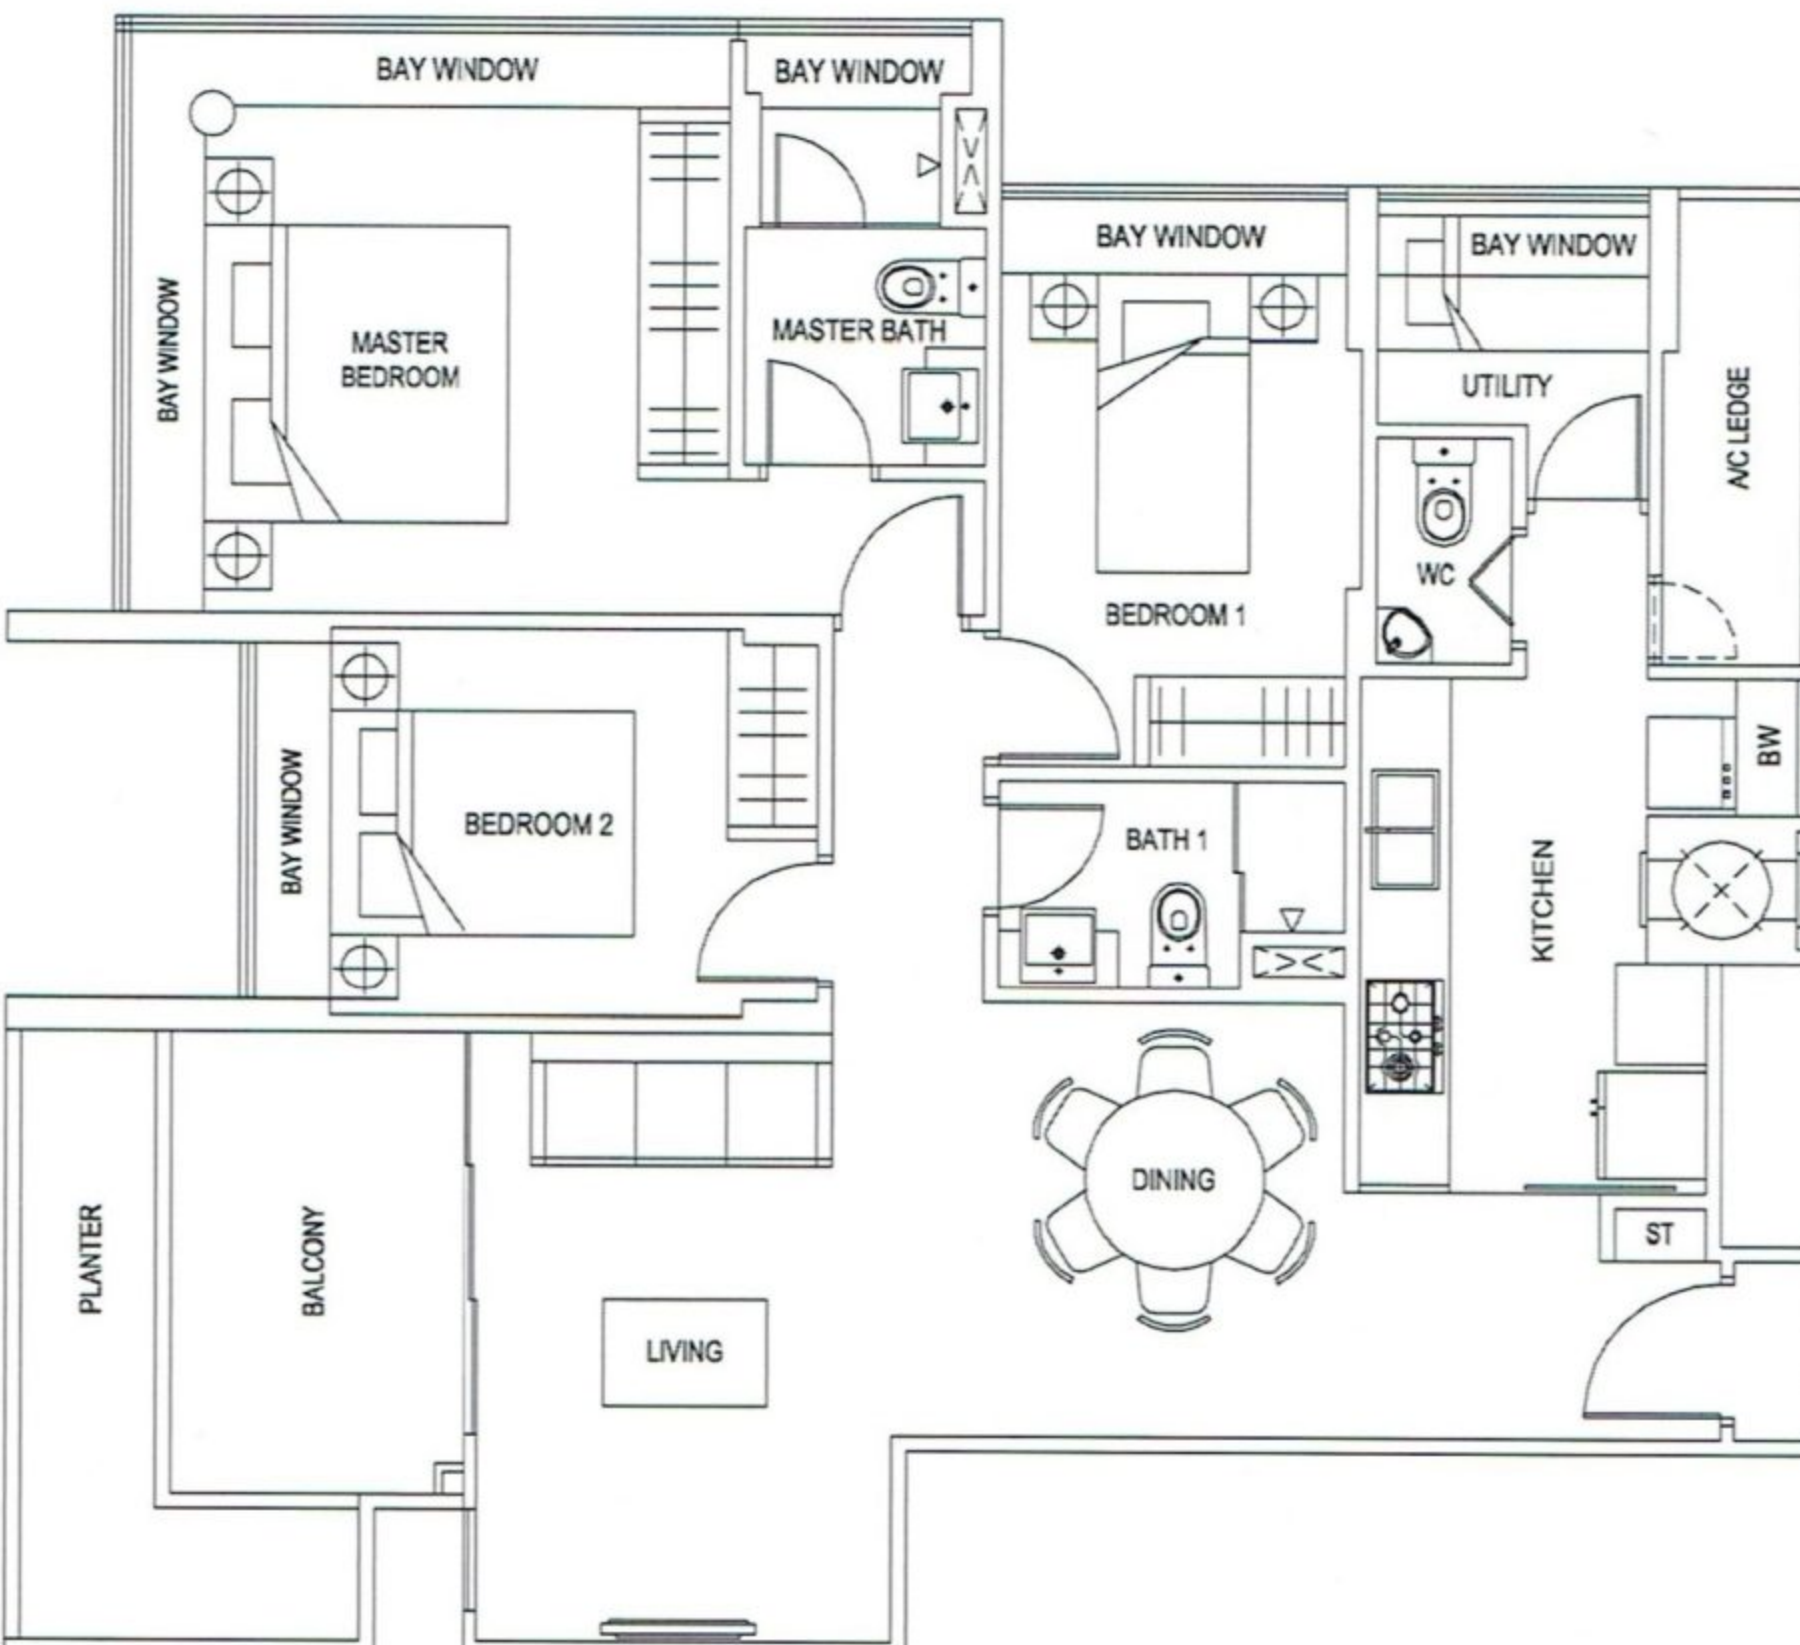 BAY WINDOW
BAY WINDOW
BAY WINDOW
BAY WINDOW
BAY WINDOW
MASTER
BEDROOM
MASTER BATH
UTILITY
A/C LEDGE
WC
BEDROOM 1
BAY WINDOW
BEDROOM 2
BATH 1
KITCHEN
BW
DINING
ST
PLANTER
BALCONY
LIVING